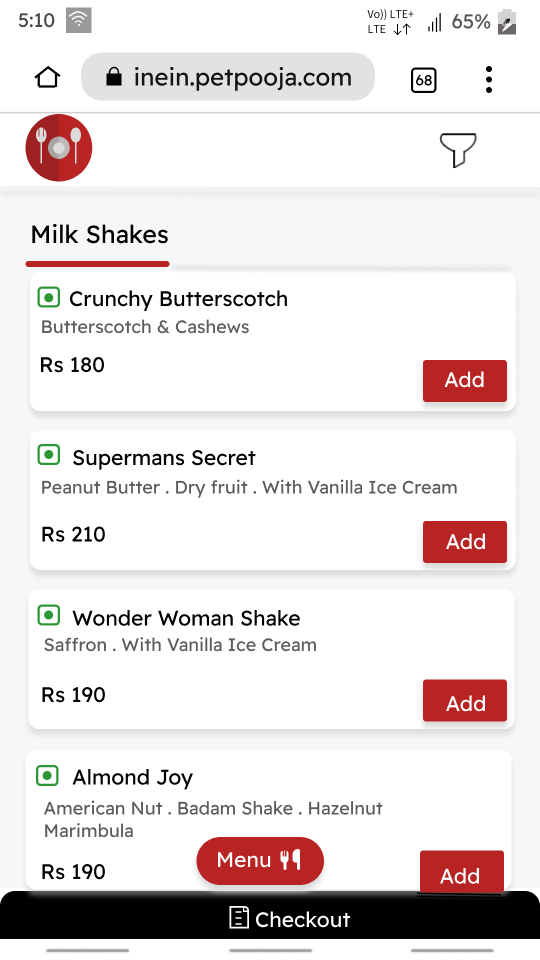 5:10
Vo)) LTE+
LTE ↓↑
65%
inein.petpooja.com
68
Milk Shakes
Crunchy Butterscotch
Butterscotch & Cashews
Rs 180
Add
Supermans Secret
Peanut Butter . Dry fruit . With Vanilla Ice Cream
Rs 210
Add
Wonder Woman Shake
Saffron . With Vanilla Ice Cream
Rs 190
Add
Almond Joy
American Nut . Badam Shake . Hazelnut
Marimbula
Menu
Rs 190
Add
Checkout